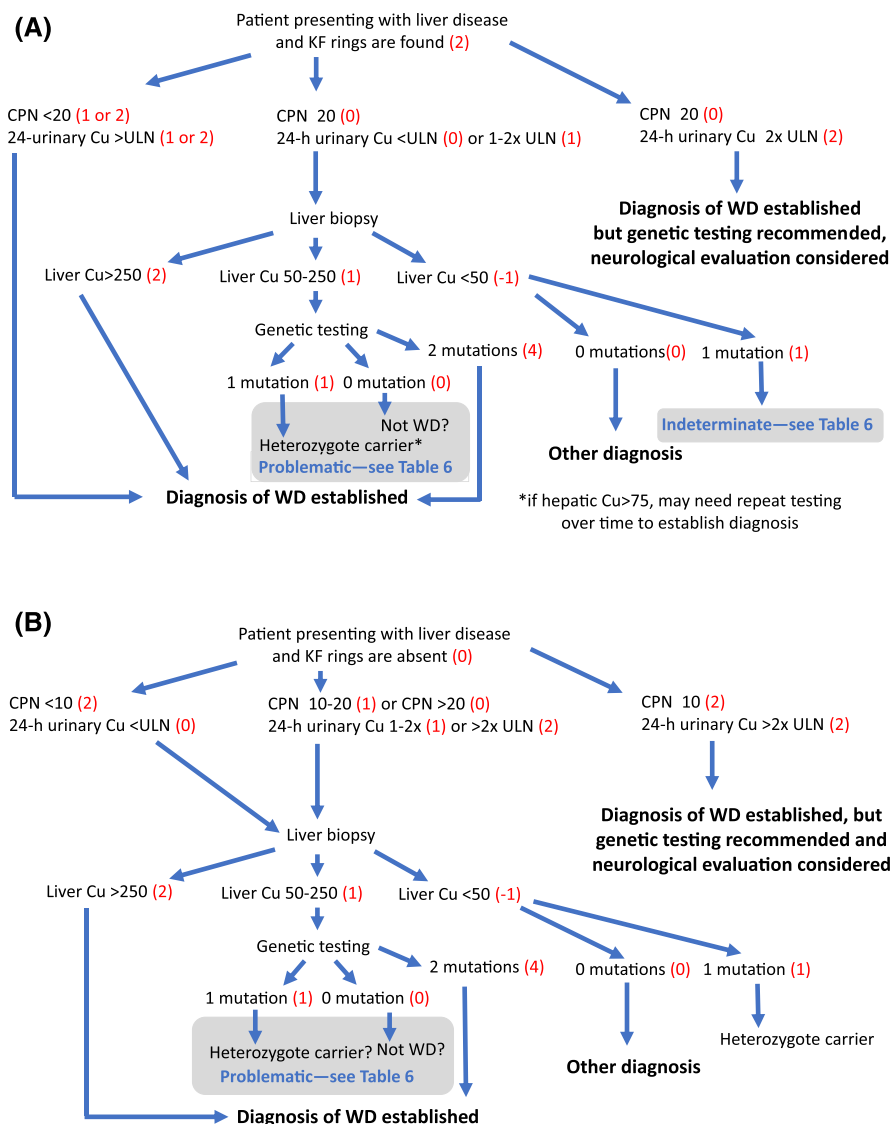 (A)
Patient presenting with liver disease
and KF rings are found (2)
CPN <20 (1 or 2)
24-urinary Cu >ULN (1 or 2)
CPN 20 (0)
24-h urinary Cu <ULN (0) or 1-2x ULN (1)
CPN 20 (0)
24-h urinary Cu 2x ULN (2)
Diagnosis of WD established
but genetic testing recommended,
neurological evaluation considered
Liver biopsy
Liver Cu>250 (2)
Liver Cu 50-250 (1)
Liver Cu <50 (-1)
Genetic testing
2 mutations (4)
0 mutations(0)
1 mutation (1)
1 mutation (1)
0 mutation (0)
Not WD?
Heterozygote carrier*
Problematic—see Table 6
Indeterminate—see Table 6
Other diagnosis
Diagnosis of WD established
*if hepatic Cu>75, may need repeat testing
over time to establish diagnosis
(B)
Patient presenting with liver disease
and KF rings are absent (0)
CPN <10 (2)
24-h urinary Cu <ULN (0)
CPN 10-20 (1) or CPN >20 (0)
24-h urinary Cu 1-2x (1) or >2x ULN (2)
CPN 10 (2)
24-h urinary Cu >2x ULN (2)
Diagnosis of WD established, but
genetic testing recommended and
neurological evaluation considered
Liver biopsy
Liver Cu >250 (2)
Liver Cu 50-250 (1)
Liver Cu <50 (-1)
Genetic testing
2 mutations (4)
0 mutations (0)
1 mutation (1)
1 mutation (1)
0 mutation (0)
Heterozygote carrier?
Not WD?
Problematic—see Table 6
Heterozygote carrier
Other diagnosis
Diagnosis of WD established